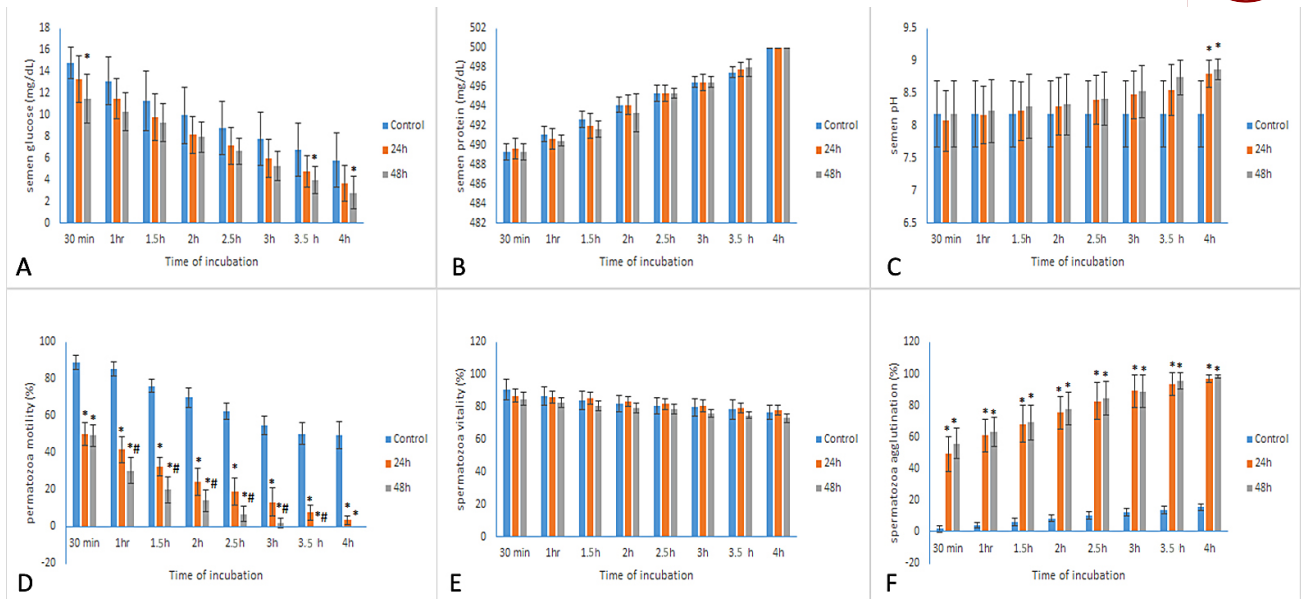 18
16
14
12
10
8
6
4
2
0
semen glucose (mg/dL)
*
*
*
30 min 1hr 1.5h 2h 2.5h 3h 3.5 h 4h
Time of incubation
Control
24h
48h
A
502
500
498
496
494
492
490
488
486
484
482
semen protein (mg/dL)
30 min 1hr 1.5h 2h 2.5h 3h 3.5h 4h
Time of incubation
Control
24h
48h
B
9.5
9
8.5
8
7.5
7
6.5
semen pH
* *
30 min 1hr 1.5h 2h 2.5h 3h 3.5 h 4h
Time of incubation
Control
24h
48h
C
100
80
60
40
20
0
-20
permatozoa motility (%)
* *
* *#
* *#
* *#
* *#
* *#
* *#
* *
30 min 1hr 1.5h 2h 2.5h 3h 3.5 h 4h
Time of incubation
Control
24h
48h
D
120
100
80
60
40
20
0
spermatozoa vitality (%)
30 min 1hr 1.5h 2h 2.5h 3h 3.5 h 4h
Time of incubation
Control
24h
48h
E
120
100
80
60
40
20
0
-20
spermatozoa agglutination (%)
* *
* *
* *
* *
* *
* *
* *
* *
30 min 1hr 1.5h 2h 2.5h 3h 3.5 h 4h
Time of incubation
Control
24h
48h
F